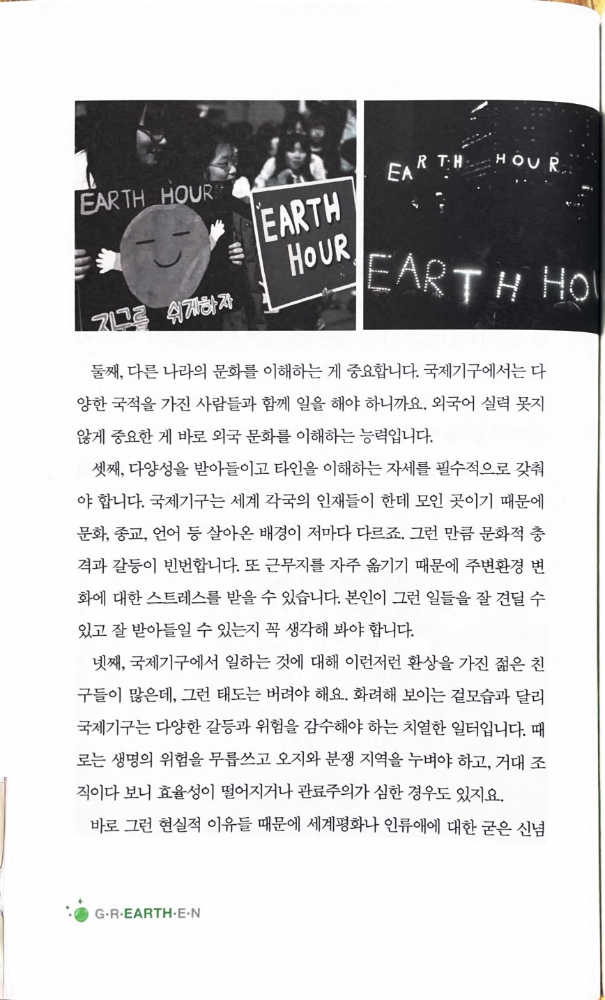 EARTH HOUR
지구를 쉬게하자
"EARTH
HOUR"
EARTH HOUR
EARTH HOU
둘째, 다른 나라의 문화를 이해하는 게 중요합니다. 국제기구에서는 다
양한 국적을 가진 사람들과 함께 일을 해야 하니까요. 외국어 실력 못지
않게 중요한 게 바로 외국 문화를 이해하는 능력입니다.
셋째, 다양성을 받아들이고 타인을 이해하는 자세를 필수적으로 갖춰
야 합니다. 국제기구는 세계 각국의 인재들이 한데 모인 곳이기 때문에
문화, 종교, 언어 등 살아온 배경이 저마다 다르죠. 그런 만큼 문화적 충
격과 갈등이 빈번합니다. 또 근무지를 자주 옮기기 때문에 주변환경 변
화에 대한 스트레스를 받을 수 있습니다. 본인이 그런 일들을 잘 견딜 수
있고 잘 받아들일 수 있는지 꼭 생각해 봐야 합니다.
넷째, 국제기구에서 일하는 것에 대해 이런저런 환상을 가진 젊은 친
구들이 많은데, 그런 태도는 버려야 해요. 화려해 보이는 겉모습과 달리
국제기구는 다양한 갈등과 위험을 감수해야 하는 치열한 일터입니다. 때
로는 생명의 위험을 무릅쓰고 오지와 분쟁 지역을 누벼야 하고, 거대 조
직이다 보니 효율성이 떨어지거나 관료주의가 심한 경우도 있지요.
바로 그런 현실적 이유들 때문에 세계평화나 인류애에 대한 굳은 신념
G·R·EARTH·E·N